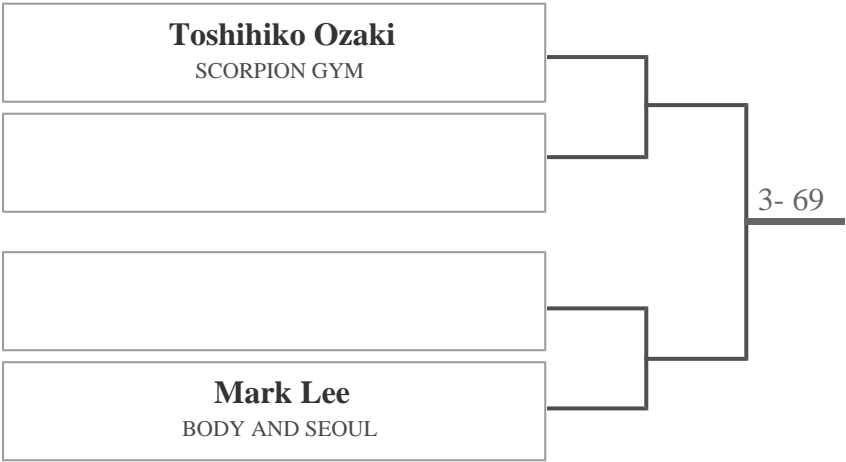 Toshihiko Ozaki
SCORPION GYM
3- 69
Mark Lee
BODY AND SEOUL